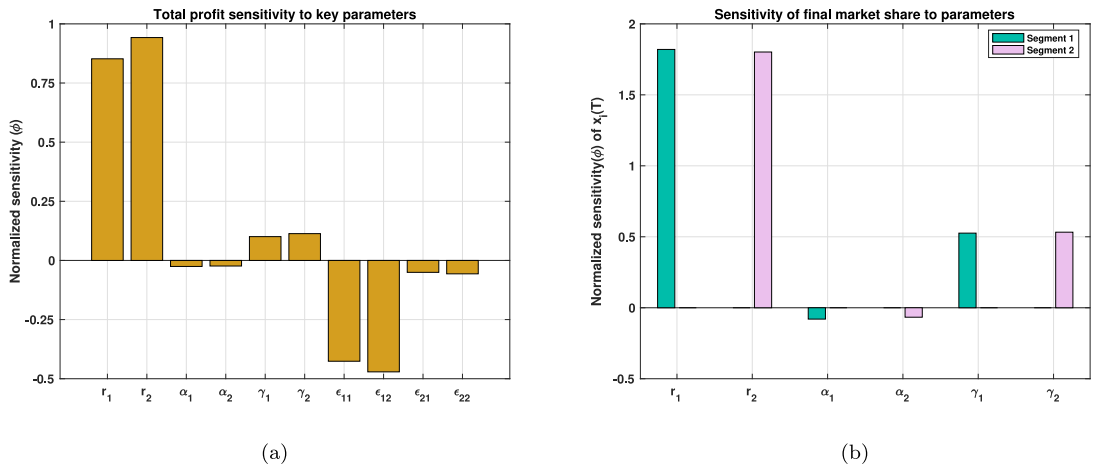 Total profit sensitivity to key parameters
Normalized sensitivity (ϕ)
1
0.75
0.5
0.25
0
-0.25
-0.5
r₁ r₂ α₁ α₂ γ₁ γ₂ ϵ₁₁ ϵ₁₂ ϵ₂₁ ϵ₂₂
(a)
Sensitivity of final market share to parameters
Segment 1
Segment 2
Normalized sensitivity(ϕ) of xᵢ(T)
2
1.5
1
0.5
0
-0.5
r₁ r₂ α₁ α₂ γ₁ γ₂
(b)